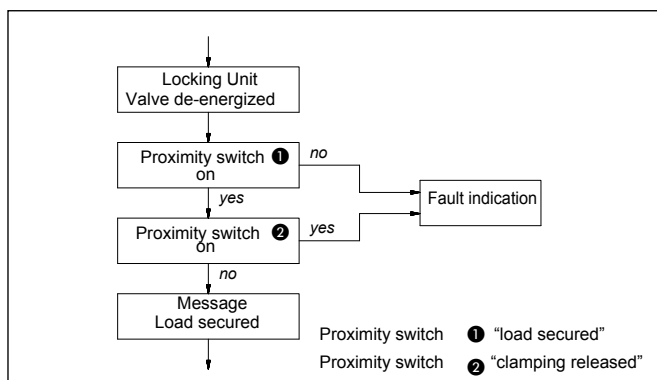 Locking Unit
Valve de-energized
Proximity switch ❶
on
no
yes
Fault indication
Proximity switch ❷
on
yes
no
Message
Load secured
Proximity switch ❶ “load secured”
Proximity switch ❷ “clamping released”